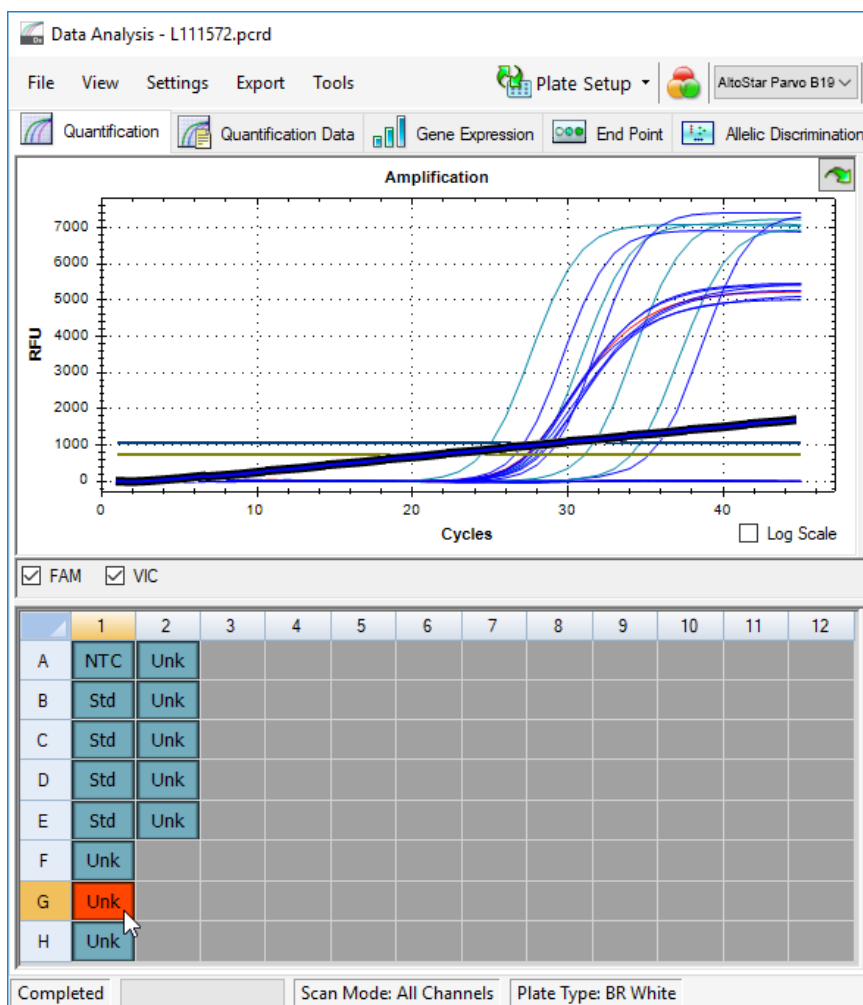 Data Analysis - L111572.pcrd
File View Settings Export Tools Plate Setup AltoStar Parvo B19
Quantification Quantification Data Gene Expression End Point Allelic Discrimination
Amplification
7000
6000
5000
4000
3000
2000
1000
0
RFU
0 10 20 30 40
Cycles
Log Scale
FAM VIC
1 2 3 4 5 6 7 8 9 10 11 12
A NTC Unk
B Std Unk
C Std Unk
D Std Unk
E Std Unk
F Unk
G Unk
H Unk
Completed Scan Mode: All Channels Plate Type: BR White